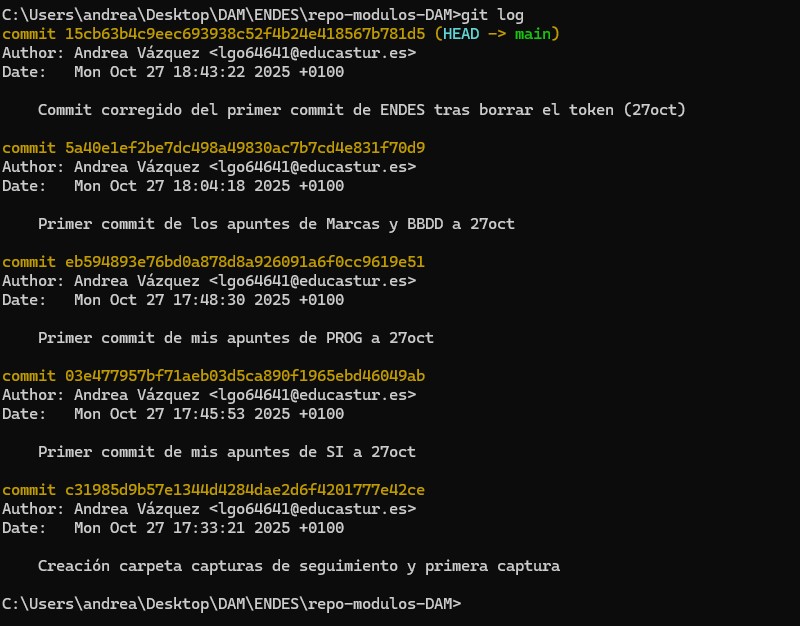 C:\Users\andrea\Desktop\DAM\ENDES\repo-modulos-DAM>git log
commit 15cb63b4c9eec693938c52f4b24e418567b781d5 (HEAD -> main)
Author: Andrea Vázquez <lgo64641@educastur.es>
Date:   Mon Oct 27 18:43:22 2025 +0100
    Commit corregido del primer commit de ENDES tras borrar el token (27oct)
commit 5a40e1ef2be7dc498a49830ac7b7cd4e831f70d9
Author: Andrea Vázquez <lgo64641@educastur.es>
Date:   Mon Oct 27 18:04:18 2025 +0100
    Primer commit de los apuntes de Marcas y BBDD a 27oct
commit eb594893e76bd0a878d8a926091a6f0cc9619e51
Author: Andrea Vázquez <lgo64641@educastur.es>
Date:   Mon Oct 27 17:48:30 2025 +0100
    Primer commit de mis apuntes de PROG a 27oct
commit 03e477957bf71aeb03d5ca890f1965ebd46049ab
Author: Andrea Vázquez <lgo64641@educastur.es>
Date:   Mon Oct 27 17:45:53 2025 +0100
    Primer commit de mis apuntes de SI a 27oct
commit c31985d9b57e1344d4284dae2d6f4201777e42ce
Author: Andrea Vázquez <lgo64641@educastur.es>
Date:   Mon Oct 27 17:33:21 2025 +0100
    Creación carpeta capturas de seguimiento y primera captura
C:\Users\andrea\Desktop\DAM\ENDES\repo-modulos-DAM>